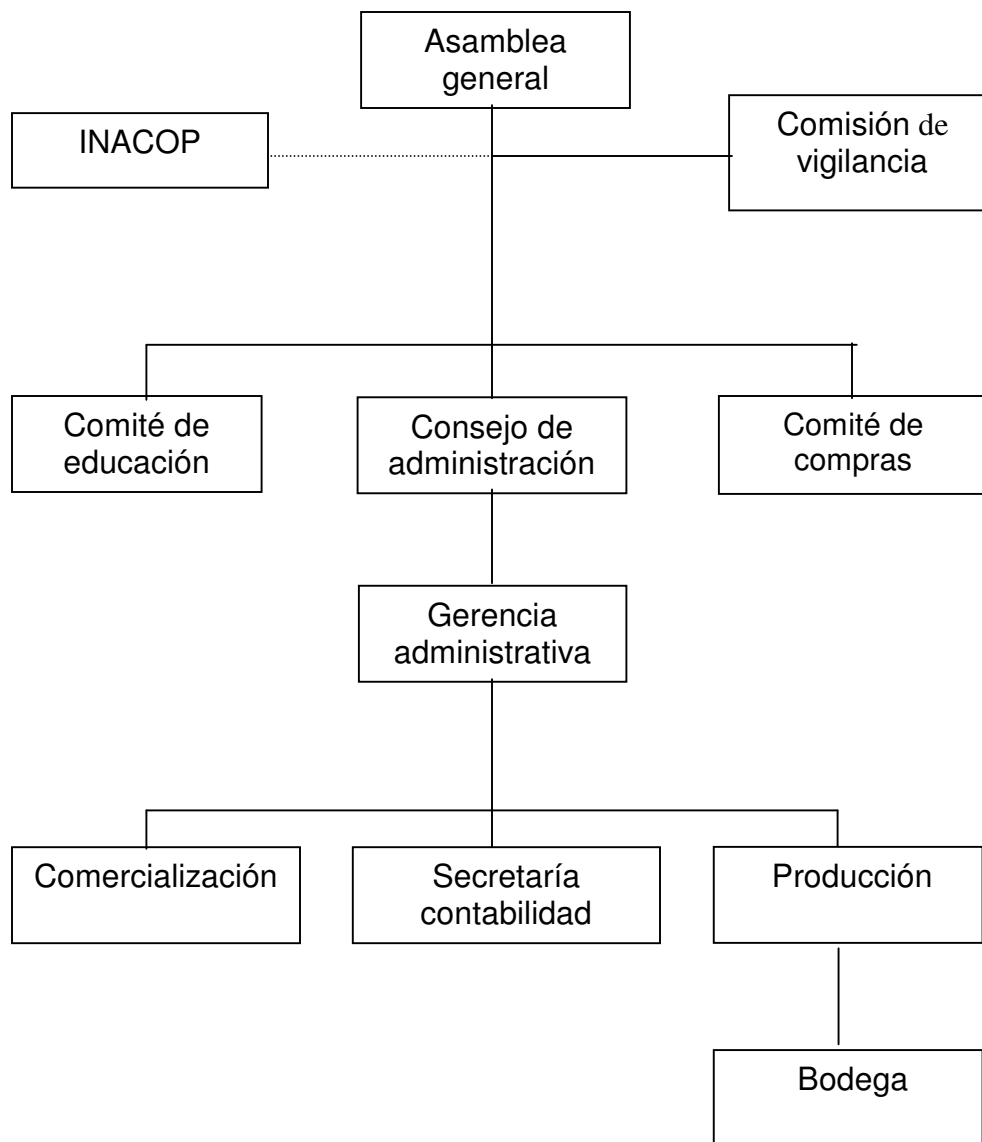 Asamblea
general
INACOP
Comisión de
vigilancia
Comité de
educación
Consejo de
administración
Comité de
compras
Gerencia
administrativa
Comercialización
Secretaría
contabilidad
Producción
Bodega